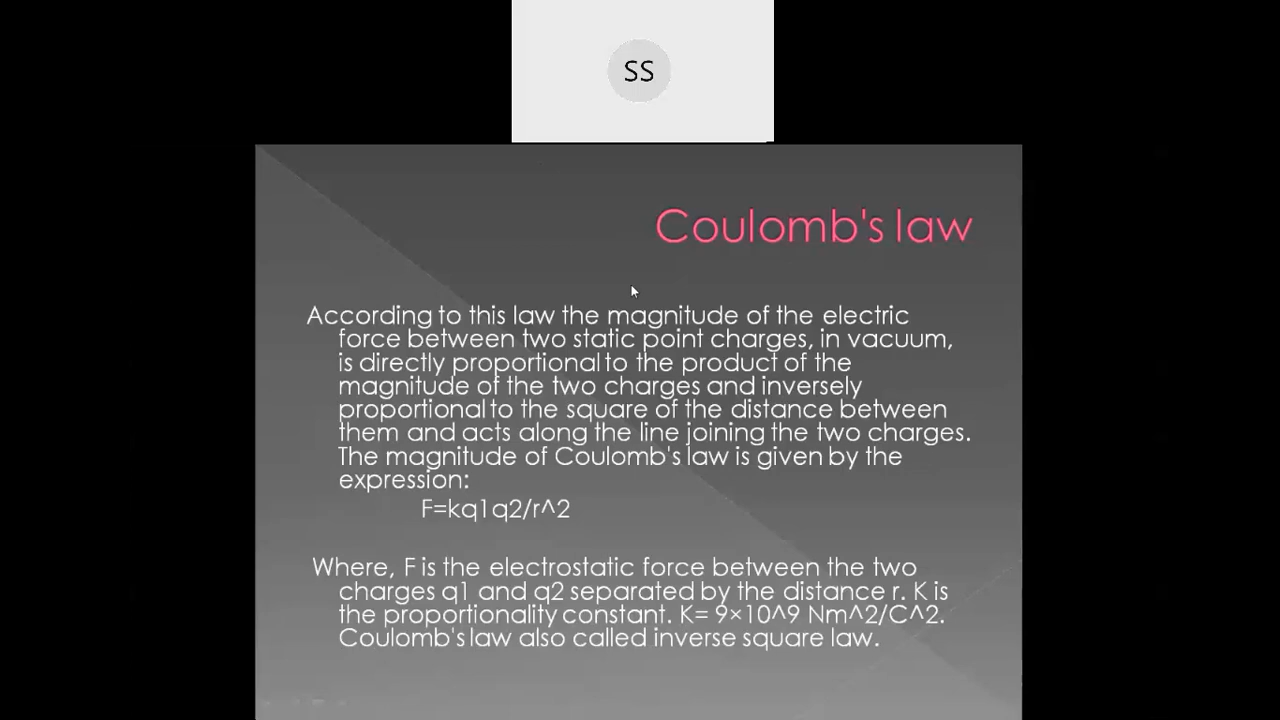 SS
Coulomb's law
According to this law the magnitude of the electric
force between two static point charges, in vacuum,
is directly proportional to the product of the
magnitude of the two charges and inversely
proportional to the square of the distance between
them and acts along the line joining the two charges.
The magnitude of Coulomb's law is given by the
expression:
F=kq1q2/r^2
Where, F is the electrostatic force between the two
charges q1 and q2 separated by the distance r. K is
the proportionality constant. K= 9×10^9 Nm^2/C^2.
Coulomb's law also called inverse square law.